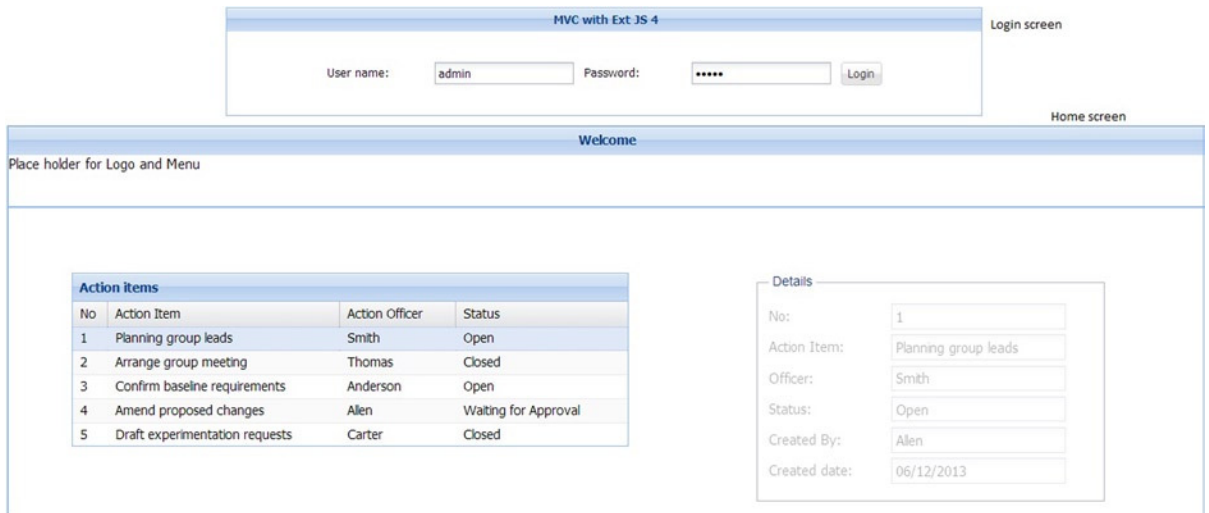 MVC with Ext JS 4
Login screen
User name: admin Password: ••••• Login
Home screen
Welcome
Place holder for Logo and Menu
Action items
No Action Item Action Officer Status
1 Planning group leads Smith Open
2 Arrange group meeting Thomas Closed
3 Confirm baseline requirements Anderson Open
4 Amend proposed changes Allen Waiting for Approval
5 Draft experimentation requests Carter Closed
Details
No: 1
Action Item: Planning group leads
Officer: Smith
Status: Open
Created By: Allen
Created date: 06/12/2013